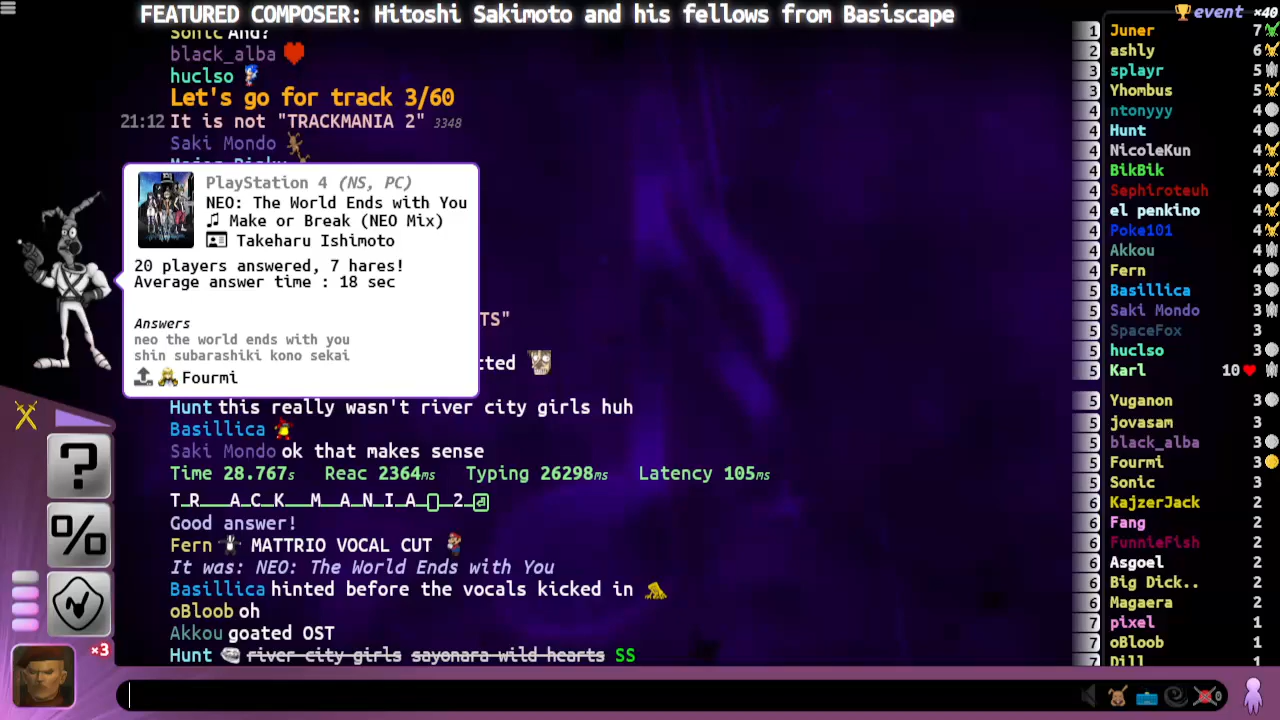 FEATURED COMPOSER: Hitoshi Sakimoto and his fellows from Basiscape
event ×40
Sonic And?
black_alba
huclso
Let's go for track 3/60
21:12 It is not "TRACKMANIA 2" 3348
Saki Mondo
PlayStation 4 (NS, PC)
NEO: The World Ends with You
Make or Break (NEO Mix)
Takeharu Ishimoto
20 players answered, 7 hares!
Average answer time : 18 sec
Answers
neo the world ends with you
shin subarashiki kono sekai
Fourmi
TS"
cted
Hunt this really wasn't river city girls huh
Basillica
Saki Mondo ok that makes sense
Time 28.767s Reac 2364ms Typing 26298ms Latency 105ms
T_R__A_C_K__M_A_N_I_A __2_
Good answer!
Fern MATTRIO VOCAL CUT
It was: NEO: The World Ends with You
Basillica hinted before the vocals kicked in
oBloob oh
Akkou goated OST
Hunt river city girls sayonara wild hearts SS
?
%
×3
1 Juner 7
2 ashly 6
3 splayr 5
3 Yhombus 5
4 ntonyyy 4
4 Hunt 4
4 NicoleKun 4
4 BikBik 4
4 Sephiroteuh 4
4 el penkino 4
4 Poke101 4
4 Akkou 4
4 Fern 4
5 Basillica 3
5 Saki Mondo 3
5 SpaceFox 3
5 huclso 3
5 Karl 10 3
5 Yuganon 3
5 jovasam 3
5 black_alba 3
5 Fourmi 3
5 Sonic 3
6 KajzerJack 2
6 Fang 2
6 FunnieFish 2
6 Asgoel 2
6 Big Dick.. 2
6 Magaera 2
7 pixel 1
7 oBloob 1
7 Dill 1
0